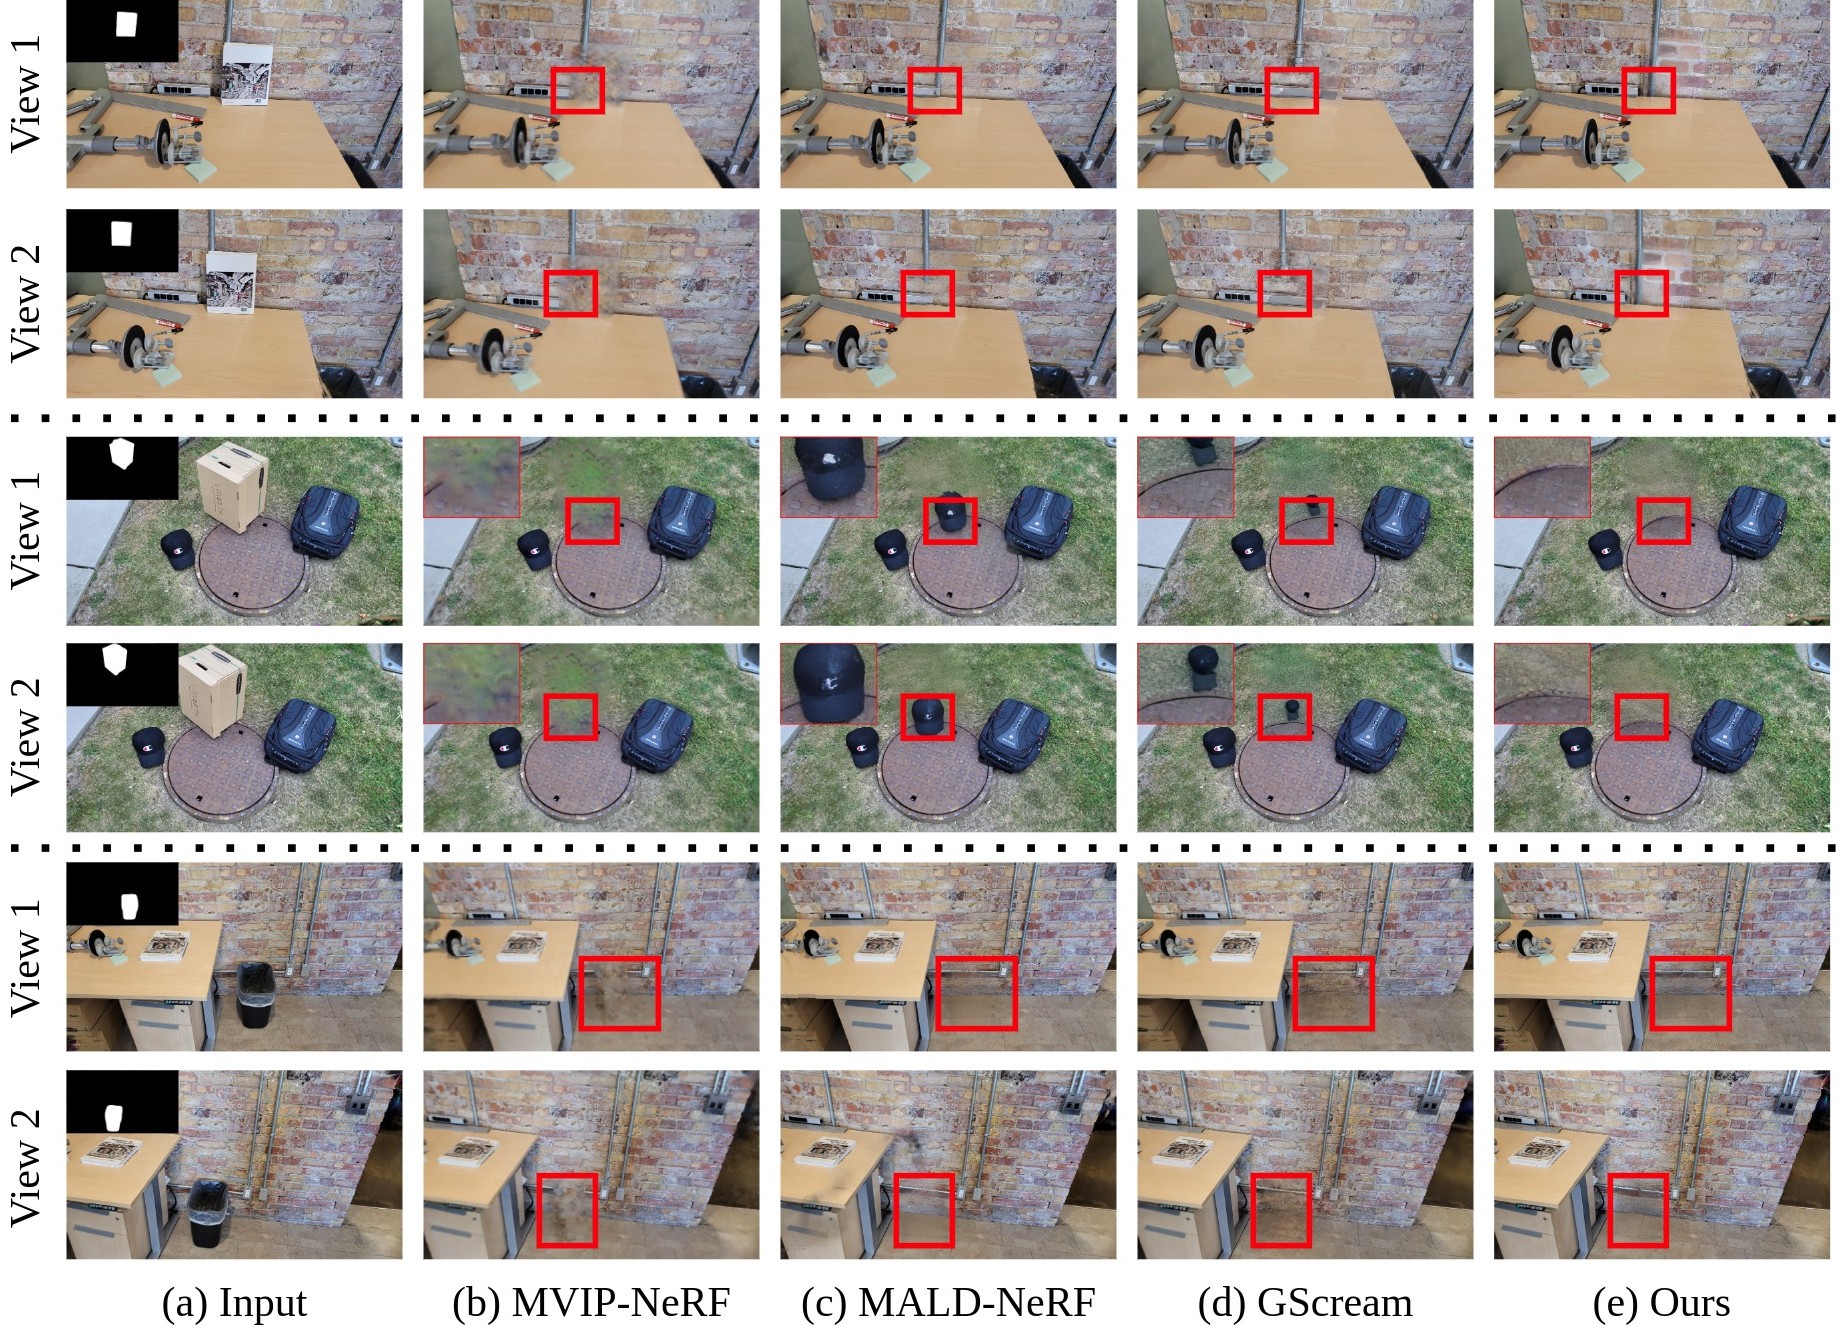 View 1
View 2
View 1
View 2
View 1
View 2
(a) Input
(b) MVIP-NeRF
(c) MALD-NeRF
(d) GScream
(e) Ours